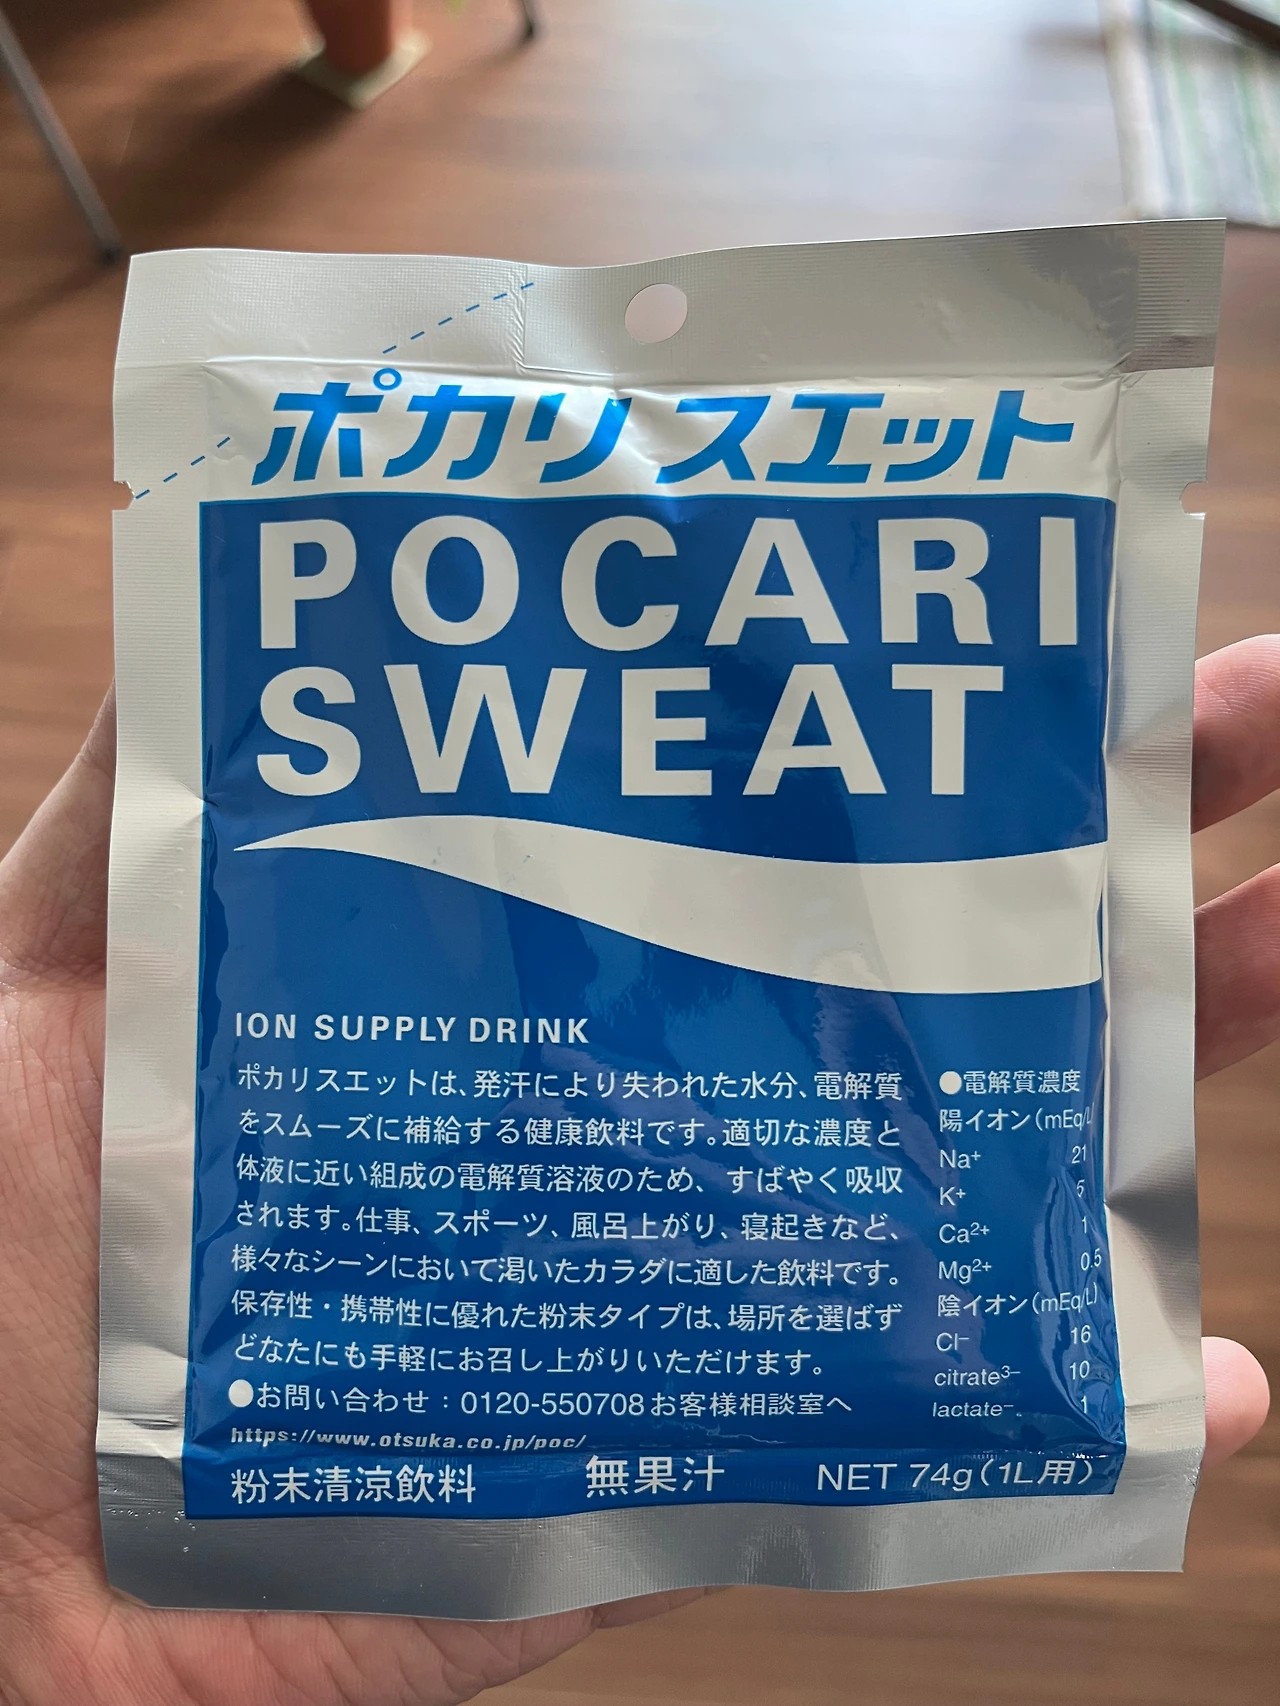 ポカリスエット
POCARI
SWEAT
ION SUPPLY DRINK
ポカリスエットは、発汗により失われた水分、電解質
をスムーズに補給する健康飲料です。適切な濃度と
体液に近い組成の電解質溶液のため、すばやく吸収
されます。仕事、スポーツ、風呂上がり、寝起きなど、
様々なシーンにおいて渇いたカラダに適した飲料です。
保存性・携帯性に優れた粉末タイプは、場所を選ばず
どなたにも手軽にお召し上がりいただけます。
●お問い合わせ：0120-550708お客様相談室へ
https://www.otsuka.co.jp/poc/
●電解質濃度
陽イオン（mEq/L）
Na⁺ 21
K⁺ 5
Ca²⁺ 1
Mg²⁺ 0.5
陰イオン（mEq/L）
Cl⁻ 16
citrate³⁻ 10
lactate⁻ 1
粉末清涼飲料 無果汁 NET 74g（1L用）